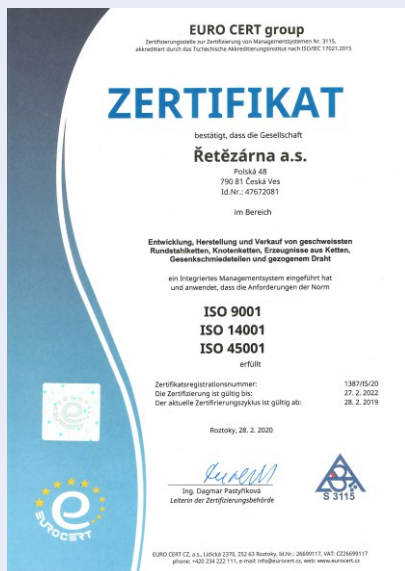 EURO CERT group
Zertifizierungsstelle zur Zertifizierung von Managementsystemen Nr. 3115,
akkreditiert durch das Tschechische Akkreditierungsinstitut nach ISO/IEC 17021:2015
ZERTIFIKAT
bestätigt, dass die Gesellschaft
Řetězárna a.s.
Polská 48
790 81 Česká Ves
Id.Nr.: 47672081
im Bereich
Entwicklung, Herstellung und Verkauf von geschweissten
Rundstahlketten, Knotenketten, Erzeugnisse aus Ketten,
Gesenkschmiedeteilen und gezogenem Draht
ein Integriertes Managementsystem eingeführt hat
und anwendet, dass die Anforderungen der Norm
ISO 9001
ISO 14001
ISO 45001
erfüllt
Zertifikatsregistrationsnummer: 1387/IS/20
Die Zertifizierung ist gültig bis: 27. 2. 2022
Der aktuelle Zertifirierungszyklus ist gültig ab: 28. 2. 2019
Roztoky, 28. 2. 2020
Ing. Dagmar Pastyříková
Leiterin der Zertifizierungsbehörde
S 3115
EUROCERT
EURO CERT CZ, a.s., Lidická 2376, 252 63 Roztoky, Id.Nr.: 26699117, VAT: CZ26699117
phone: +420 234 222 111, e-mail: info@eurocert.cz, web: www.eurocert.cz